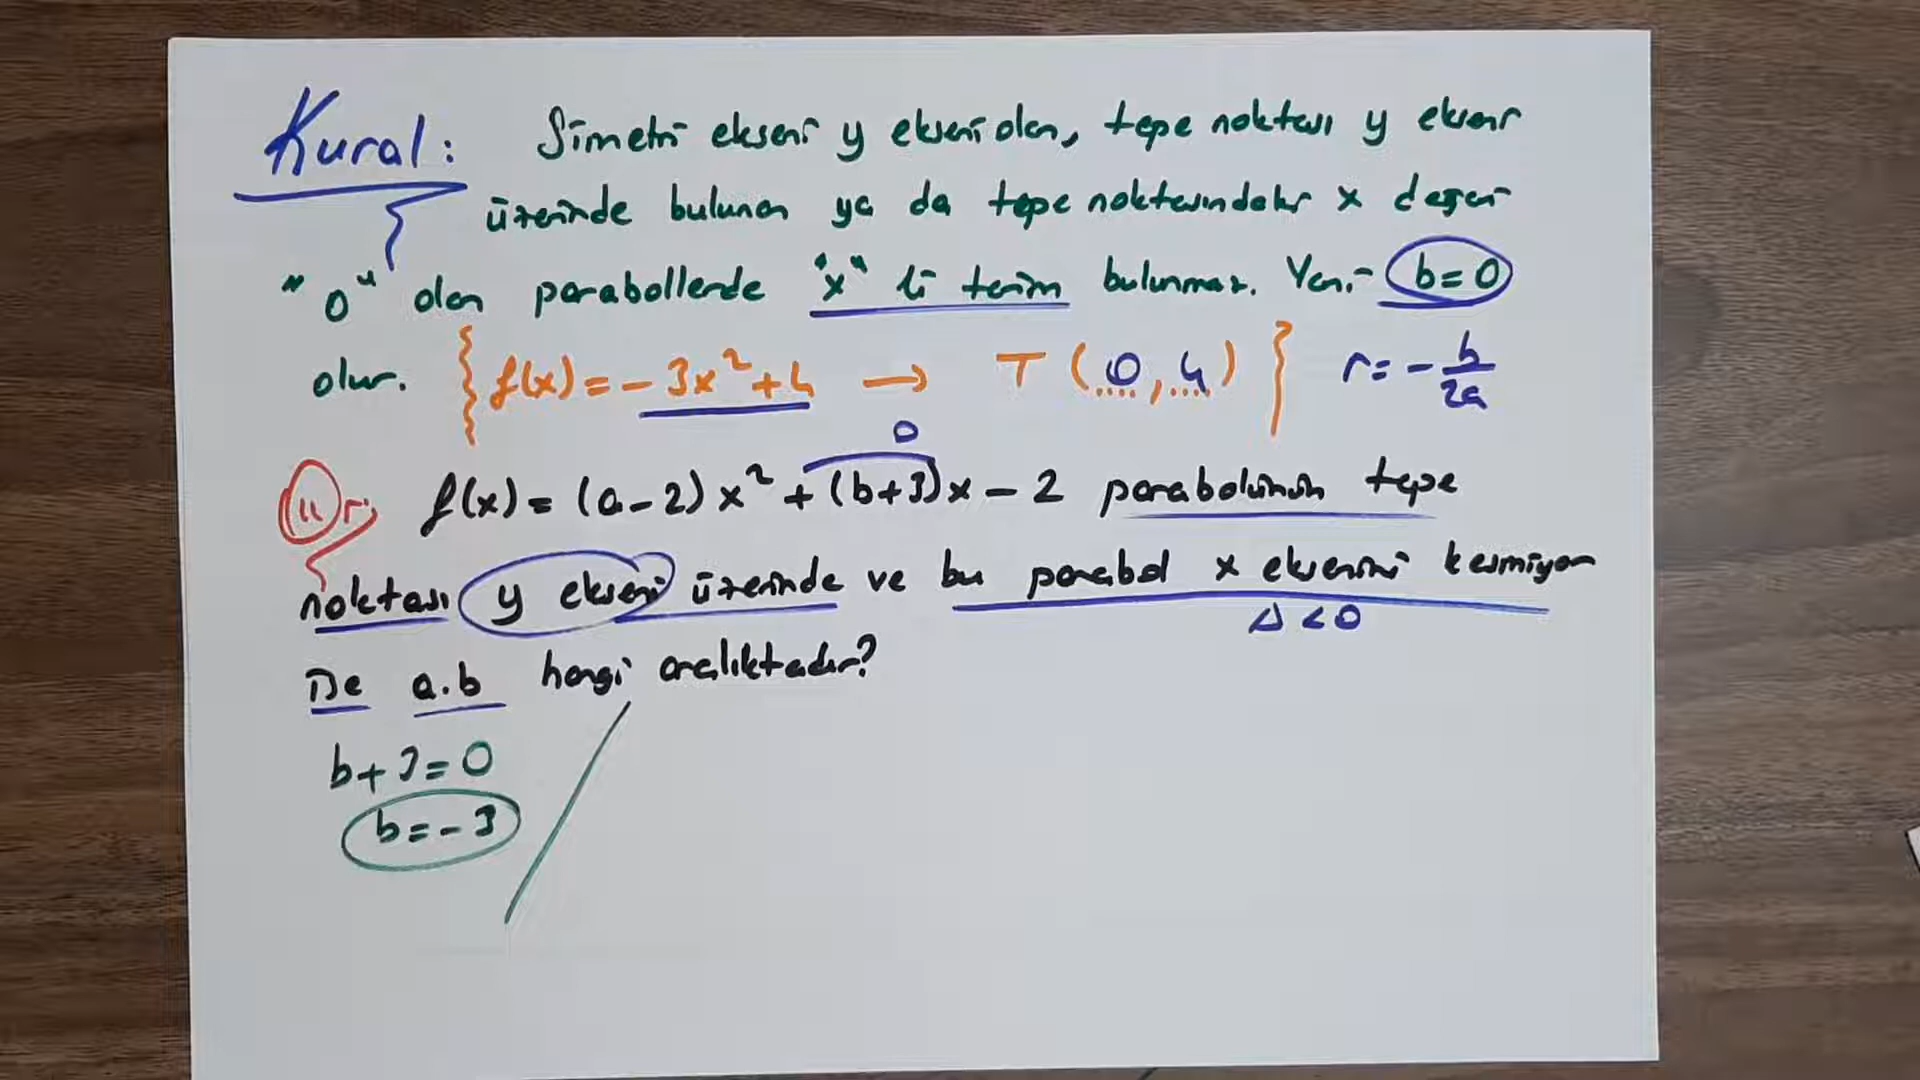 Kural: Simetri ekseni y ekseni olan, tepe noktası y ekseni
üzerinde bulunan ya da tepe noktasındaki x değeri
"0" olan parabollerde "x" li terim bulunmaz. Yani b=0
olur. { f(x) = -3x² + 4 → T (0, 4) } r = -b/2a
0
Ör f(x) = (a-2)x² + (b+3)x - 2 parabolünün tepe
noktası y ekseni üzerinde ve bu parabol x eksenini kesmiyor
Δ < 0
İse a.b hangi aralıktadır?
b+3=0
b=-3